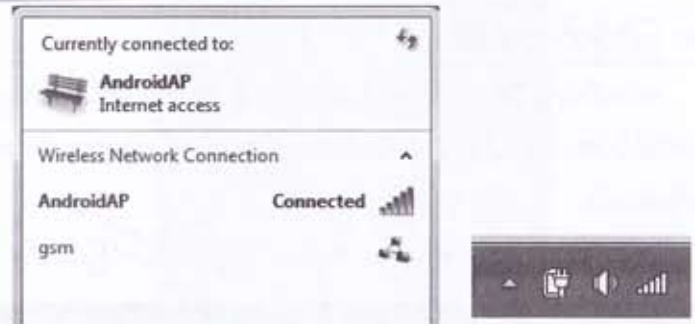 Currently connected to:
AndroidAP
Internet access
Wireless Network Connection
AndroidAP Connected
gsm